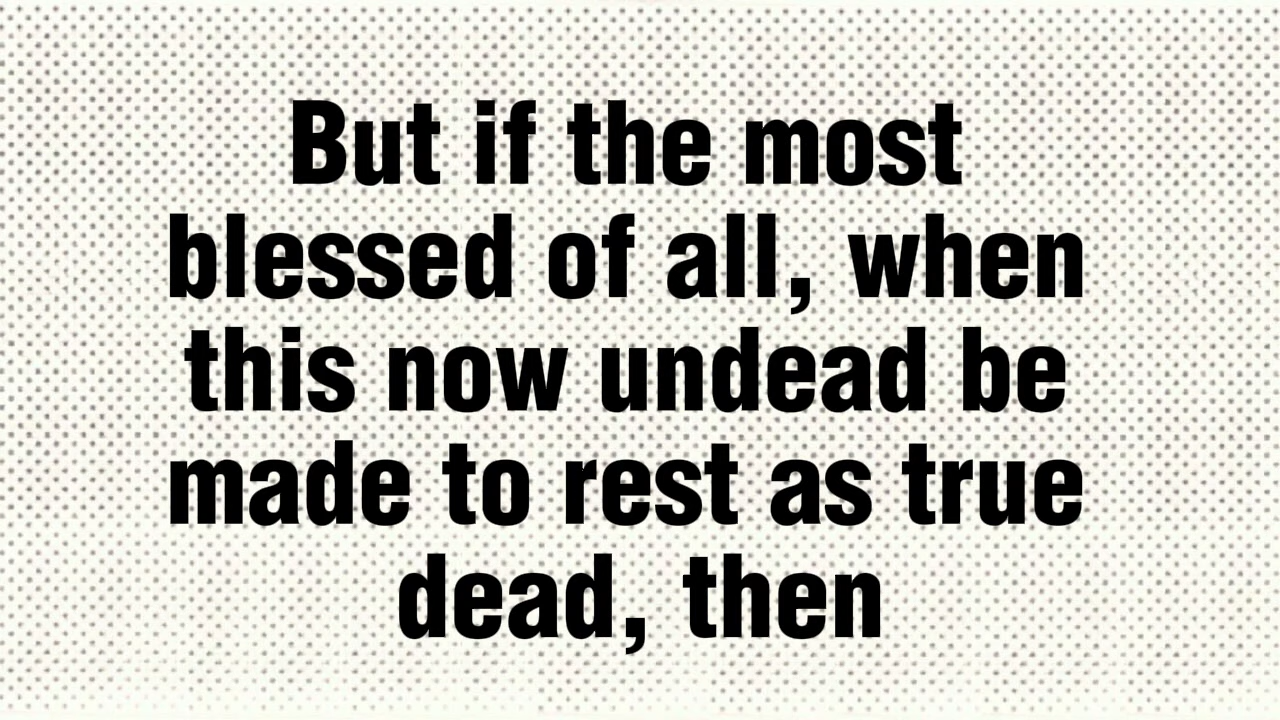 But if the most
blessed of all, when
this now undead be
made to rest as true
dead, then